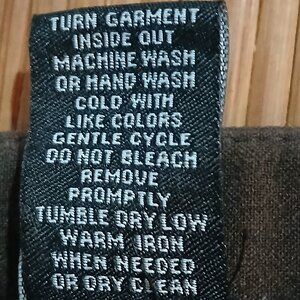 TURN GARMENT
INSIDE OUT
MACHINE WASH
OR HAND WASH
COLD WITH
LIKE COLORS
GENTLE CYCLE
DO NOT BLEACH
REMOVE
PROMPTLY
TUMBLE DRY LOW
WARM IRON
WHEN NEEDED
OR DRY CLEAN